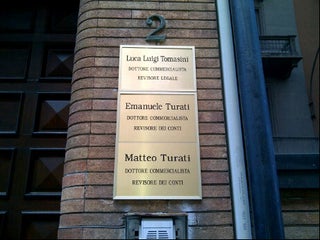 2
Luca Luigi Tomasini
DOTTORE COMMERCIALISTA
REVISORE LEGALE
Emanuele Turati
DOTTORE COMMERCIALISTA
REVISORE DEI CONTI
Matteo Turati
DOTTORE COMMERCIALISTA
REVISORE DEI CONTI